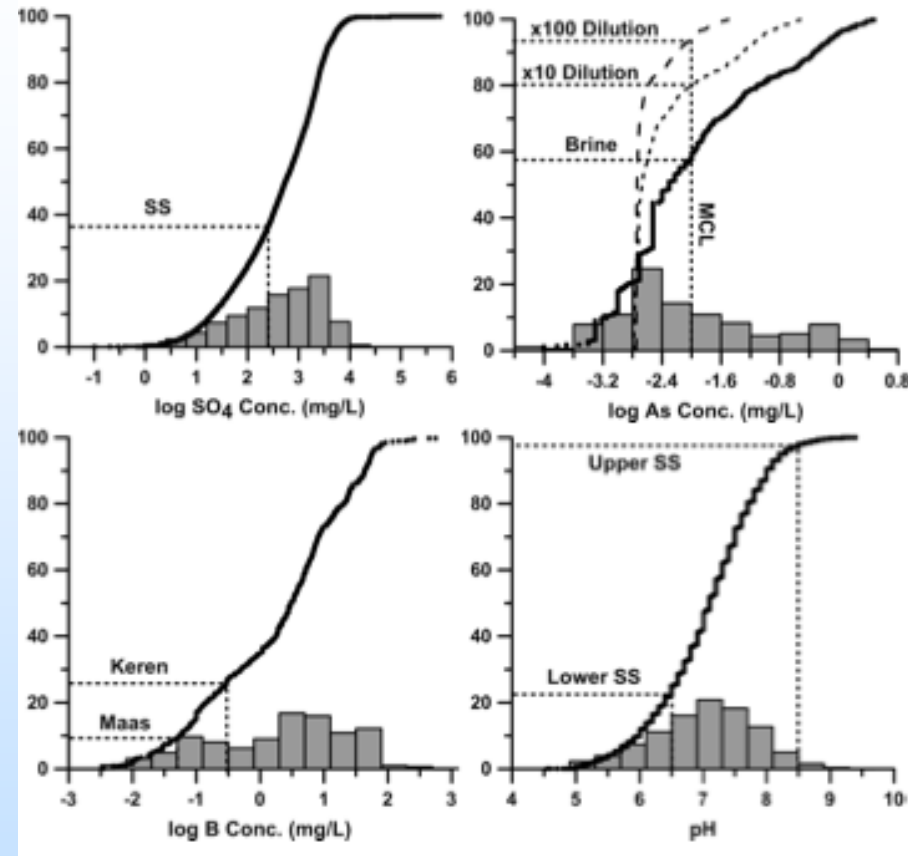 100
80
60
40
20
0
SS
-1 0 1 2 3 4 5 6
log SO4 Conc. (mg/L)
100
80
60
40
20
0
x100 Dilution
x10 Dilution
Brine
MCL
-4 -3.2 -2.4 -1.6 -0.8 0 0.8
log As Conc. (mg/L)
100
80
60
40
20
0
Keren
Maas
-3 -2 -1 0 1 2 3
log B Conc. (mg/L)
100
80
60
40
20
0
Upper SS
Lower SS
4 5 6 7 8 9 10
pH